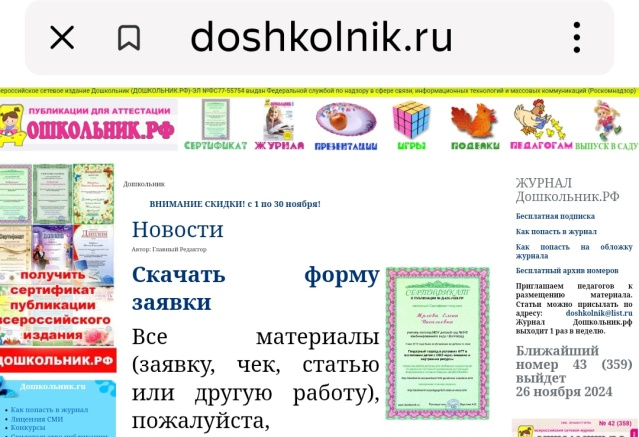 doshkolnik.ru
ероссийское сетевое издание Дошкольник (ДОШКОЛЬНИК.РФ)-ЭЛ №ФС77-55754 выдан Федеральной службой по надзору в сфере связи, информационных технологий и массовых коммуникаций (Роскомнадзор)
ПУБЛИКАЦИИ ДЛЯ АТТЕСТАЦИИ
ОШКОЛЬНИК.РФ
СЕРТИФИКАТ ЖУРНАЛ ПРЕЗЕНТАЦИИ ИГРЫ ПОДЕЛКИ ПЕДАГОГАМ ВЫПУСК В САДУ
Дошкольник
ВНИМАНИЕ СКИДКИ! с 1 по 30 ноября!
Новости
Автор: Главный Редактор
Скачать форму
заявки
Все материалы
(заявку, чек, статью
или другую работу),
пожалуйста,
СЕРТИФИКАТ
получить
сертификат
публикации
всероссийского
издания
ДОШКОЛЬНИК.РФ
Дошкольник.ru
Как попасть в журнал
Лицензия СМИ
Конкурсы
ЖУРНАЛ
Дошкольник.РФ
Бесплатная подписка
Как попасть в журнал
Как попасть на обложку
журнала
Бесплатный архив номеров
Приглашаем педагогов к
размещению материала.
Статьи можно присылать по
адресу: doshkolnik@list.ru
Журнал Дошкольник.рф
выходит 1 раз в неделю.
Ближайший
номер 43 (359)
выйдет
26 ноября 2024
№ 42 (358)